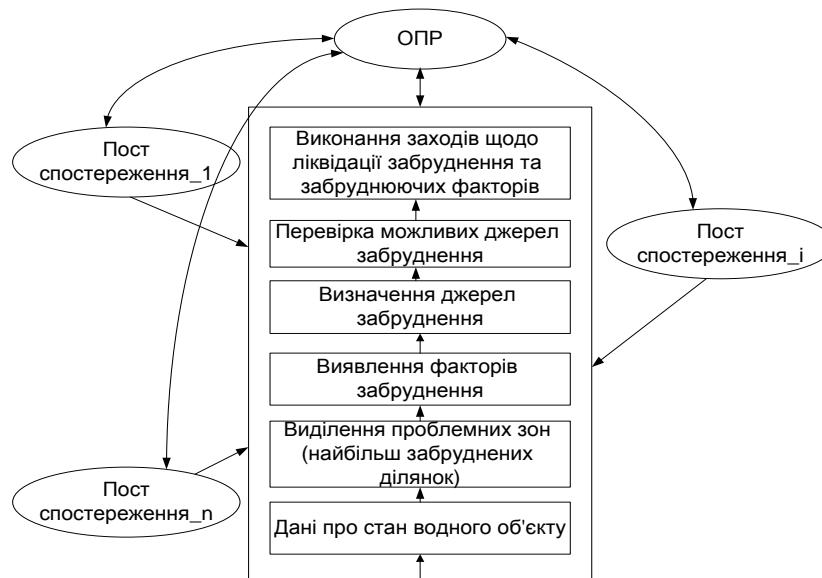 ОПР
Виконання заходів щодо
ліквідації забруднення та
забруднюючих факторів
Пост
спостереження_1
Перевірка можливих джерел
забруднення
Пост
спостереження_і
Визначення джерел
забруднення
Виявлення факторів
забруднення
Виділення проблемних зон
(найбільш забруднених
ділянок)
Пост
спостереження_n
Дані про стан водного об'єкту